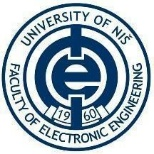 UNIVERSITY OF NIŠ
FACULTY OF ELECTRONIC ENGINEERING
1960